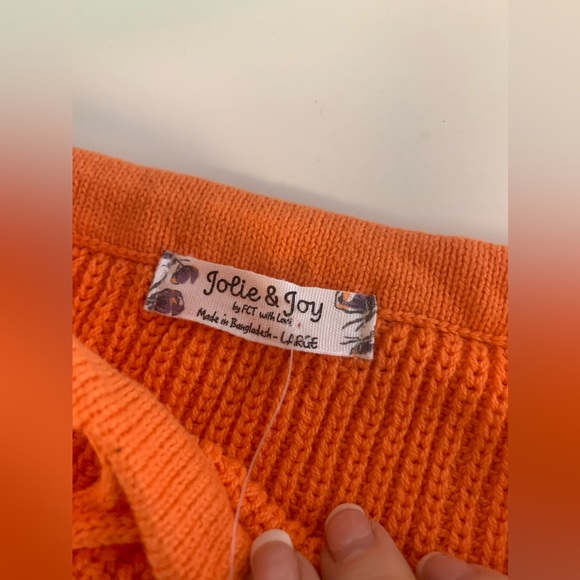 Jolie & Joy
by FCT with Love
Made in Bangladesh - LARGE